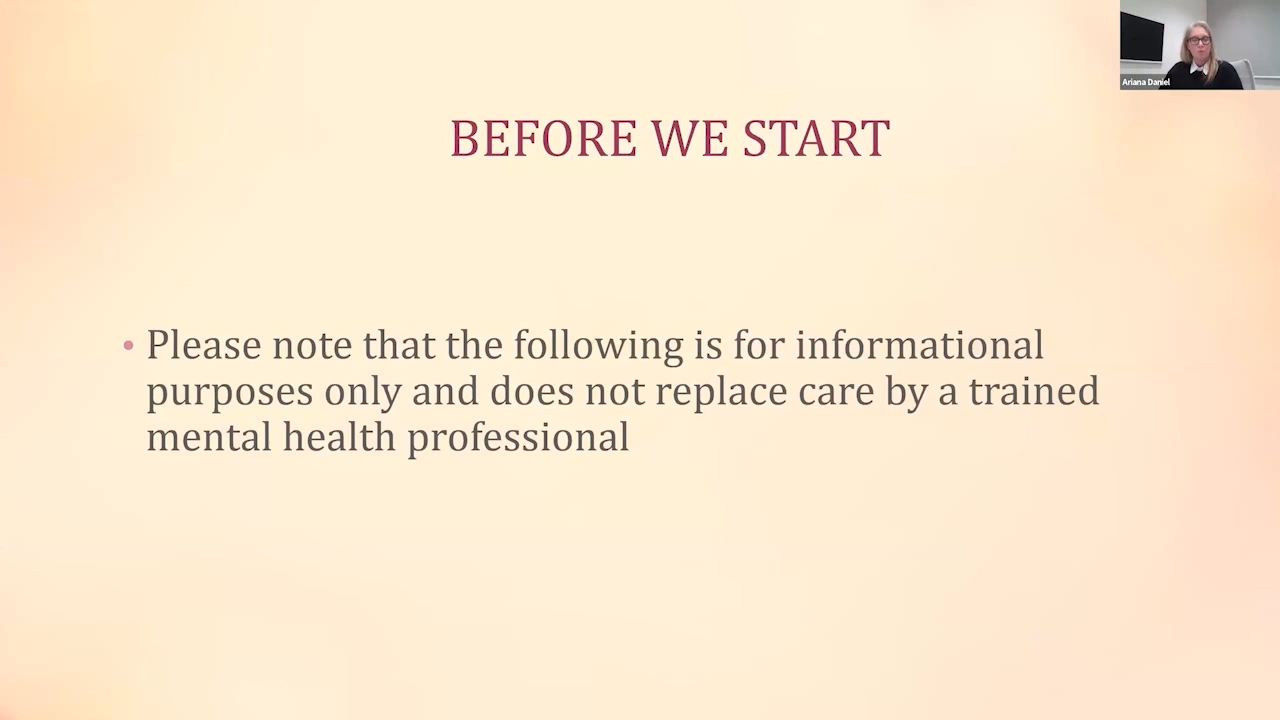 Ariana Daniel
BEFORE WE START
• Please note that the following is for informational
purposes only and does not replace care by a trained
mental health professional